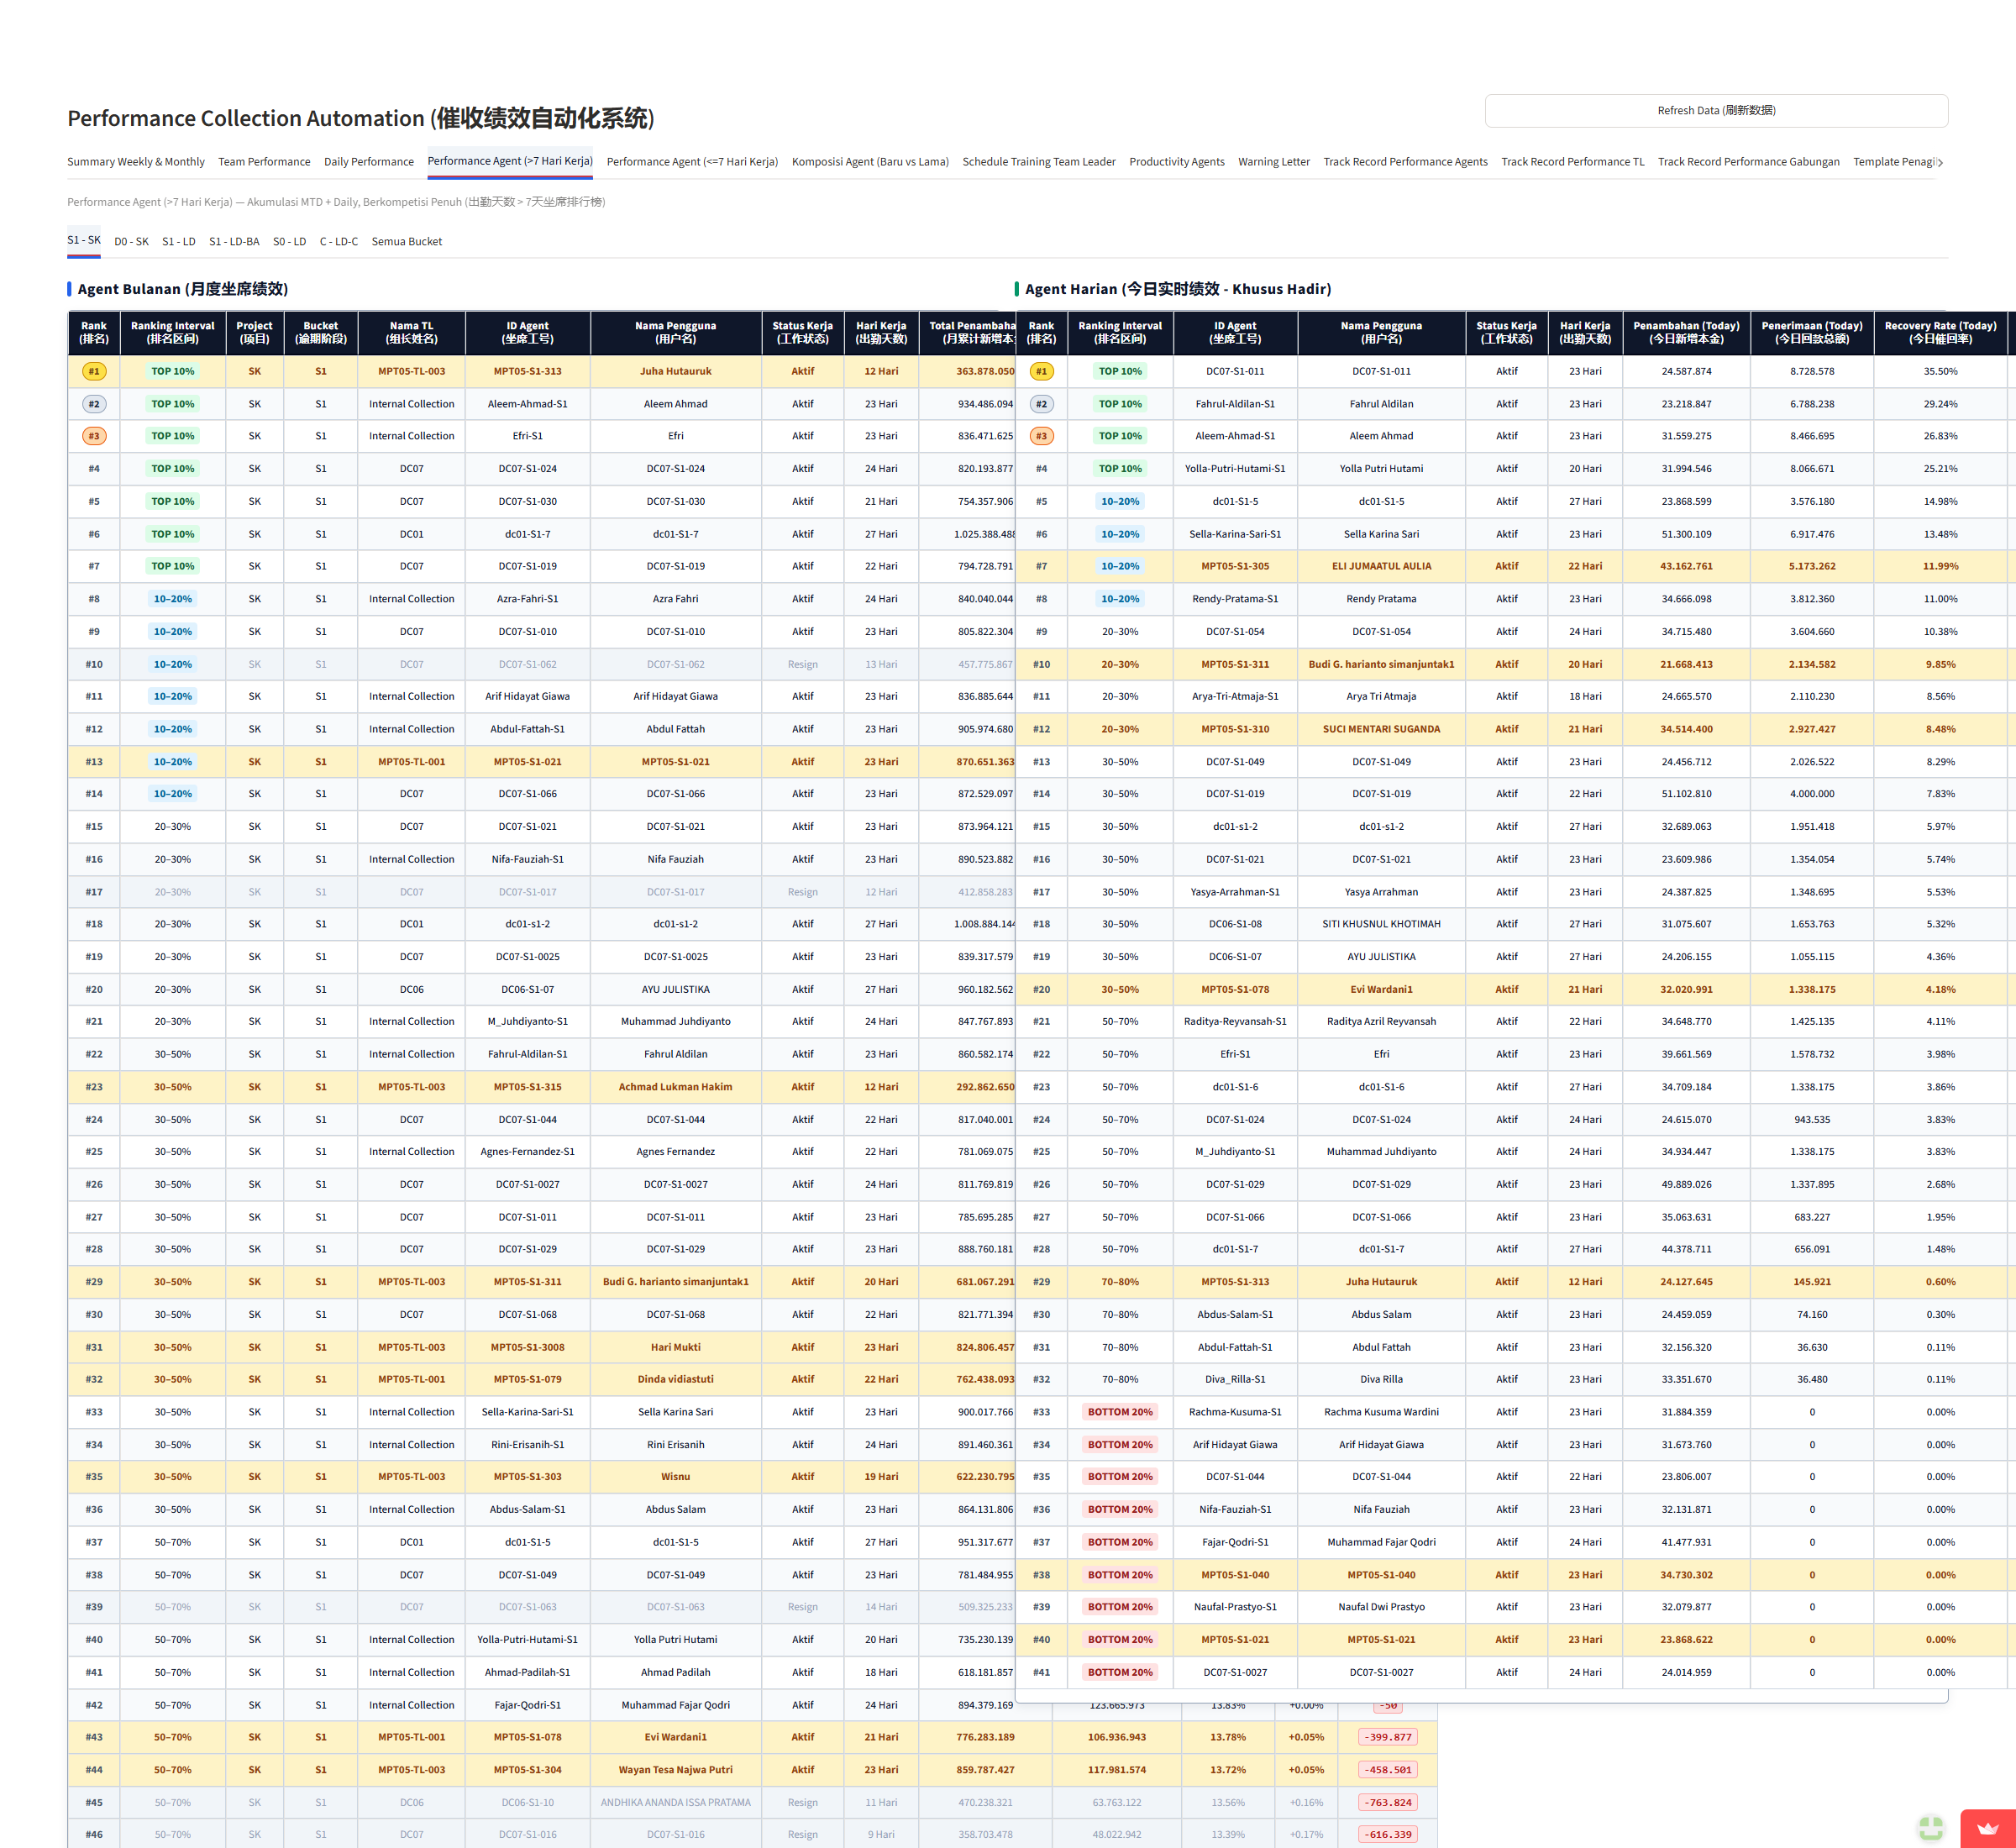 Performance Collection Automation (催收绩效自动化系统)
Refresh Data (刷新数据)
Summary Weekly & Monthly Team Performance Daily Performance Performance Agent (>7 Hari Kerja) Performance Agent (<=7 Hari Kerja) Komposisi Agent (Baru vs Lama) Schedule Training Team Leader Productivity Agents Warning Letter Track Record Performance Agents Track Record Performance TL Track Record Performance Gabungan Template Penagi
Performance Agent (>7 Hari Kerja) — Akumulasi MTD + Daily, Berkompetisi Penuh (出勤天数 > 7天坐席排行榜)
S1 - SK D0 - SK S1 - LD S1 - LD-BA S0 - LD C - LD-C Semua Bucket
Agent Bulanan (月度坐席绩效)
Rank Ranking Interval Project Bucket Nama TL ID Agent Nama Pengguna Status Kerja Hari Kerja Total Penambaha
(排名) (排名区间) (项目) (逾期阶段) (组长姓名) (坐席工号) (用户名) (工作状态) (出勤天数) (月累计新增本
#1 TOP 10% SK S1 MPT05-TL-003 MPT05-S1-313 Juha Hutauruk Aktif 12 Hari 363.878.050
#2 TOP 10% SK S1 Internal Collection Aleem-Ahmad-S1 Aleem Ahmad Aktif 23 Hari 934.486.094
#3 TOP 10% SK S1 Internal Collection Efri-S1 Efri Aktif 23 Hari 836.471.625
#4 TOP 10% SK S1 DC07 DC07-S1-024 DC07-S1-024 Aktif 24 Hari 820.193.877
#5 TOP 10% SK S1 DC07 DC07-S1-030 DC07-S1-030 Aktif 21 Hari 754.357.906
#6 TOP 10% SK S1 DC01 dc01-S1-7 dc01-S1-7 Aktif 27 Hari 1.025.388.488
#7 TOP 10% SK S1 DC07 DC07-S1-019 DC07-S1-019 Aktif 22 Hari 794.728.791
#8 10–20% SK S1 Internal Collection Azra-Fahri-S1 Azra Fahri Aktif 24 Hari 840.040.044
#9 10–20% SK S1 DC07 DC07-S1-010 DC07-S1-010 Aktif 23 Hari 805.822.304
#10 10–20% SK S1 DC07 DC07-S1-062 DC07-S1-062 Resign 13 Hari 457.775.867
#11 10–20% SK S1 Internal Collection Arif Hidayat Giawa Arif Hidayat Giawa Aktif 23 Hari 836.885.644
#12 10–20% SK S1 Internal Collection Abdul-Fattah-S1 Abdul Fattah Aktif 23 Hari 905.974.680
#13 10–20% SK S1 MPT05-TL-001 MPT05-S1-021 MPT05-S1-021 Aktif 23 Hari 870.651.363
#14 10–20% SK S1 DC07 DC07-S1-066 DC07-S1-066 Aktif 23 Hari 872.529.097
#15 20–30% SK S1 DC07 DC07-S1-021 DC07-S1-021 Aktif 23 Hari 873.964.121
#16 20–30% SK S1 Internal Collection Nifa-Fauziah-S1 Nifa Fauziah Aktif 23 Hari 890.523.882
#17 20–30% SK S1 DC07 DC07-S1-017 DC07-S1-017 Resign 12 Hari 412.858.283
#18 20–30% SK S1 DC01 dc01-s1-2 dc01-s1-2 Aktif 27 Hari 1.008.884.144
#19 20–30% SK S1 DC07 DC07-S1-0025 DC07-S1-0025 Aktif 23 Hari 839.317.579
#20 20–30% SK S1 DC06 DC06-S1-07 AYU JULISTIKA Aktif 27 Hari 960.182.562
#21 20–30% SK S1 Internal Collection M_Juhdiyanto-S1 Muhammad Juhdiyanto Aktif 24 Hari 847.767.893
#22 30–50% SK S1 Internal Collection Fahrul-Aldilan-S1 Fahrul Aldilan Aktif 23 Hari 860.582.174
#23 30–50% SK S1 MPT05-TL-003 MPT05-S1-315 Achmad Lukman Hakim Aktif 12 Hari 292.862.650
#24 30–50% SK S1 DC07 DC07-S1-044 DC07-S1-044 Aktif 22 Hari 817.040.001
#25 30–50% SK S1 Internal Collection Agnes-Fernandez-S1 Agnes Fernandez Aktif 22 Hari 781.069.075
#26 30–50% SK S1 DC07 DC07-S1-0027 DC07-S1-0027 Aktif 24 Hari 811.769.819
#27 30–50% SK S1 DC07 DC07-S1-011 DC07-S1-011 Aktif 23 Hari 785.695.285
#28 30–50% SK S1 DC07 DC07-S1-029 DC07-S1-029 Aktif 23 Hari 888.760.181
#29 30–50% SK S1 MPT05-TL-003 MPT05-S1-311 Budi G. harianto simanjuntak1 Aktif 20 Hari 681.067.291
#30 30–50% SK S1 DC07 DC07-S1-068 DC07-S1-068 Aktif 22 Hari 821.771.394
#31 30–50% SK S1 MPT05-TL-003 MPT05-S1-3008 Hari Mukti Aktif 23 Hari 824.806.457
#32 30–50% SK S1 MPT05-TL-001 MPT05-S1-079 Dinda vidiastuti Aktif 22 Hari 762.438.093
#33 30–50% SK S1 Internal Collection Sella-Karina-Sari-S1 Sella Karina Sari Aktif 23 Hari 900.017.766
#34 30–50% SK S1 Internal Collection Rini-Erisanih-S1 Rini Erisanih Aktif 24 Hari 891.460.361
#35 30–50% SK S1 MPT05-TL-003 MPT05-S1-303 Wisnu Aktif 19 Hari 622.230.795
#36 30–50% SK S1 Internal Collection Abdus-Salam-S1 Abdus Salam Aktif 23 Hari 864.131.806
#37 50–70% SK S1 DC01 dc01-S1-5 dc01-S1-5 Aktif 27 Hari 951.317.677
#38 50–70% SK S1 DC07 DC07-S1-049 DC07-S1-049 Aktif 23 Hari 781.484.955
#39 50–70% SK S1 DC07 DC07-S1-063 DC07-S1-063 Resign 14 Hari 509.325.233
#40 50–70% SK S1 Internal Collection Yolla-Putri-Hutami-S1 Yolla Putri Hutami Aktif 20 Hari 735.230.139
#41 50–70% SK S1 Internal Collection Ahmad-Padilah-S1 Ahmad Padilah Aktif 18 Hari 618.181.857
#42 50–70% SK S1 Internal Collection Fajar-Qodri-S1 Muhammad Fajar Qodri Aktif 24 Hari 894.379.169 123.665.973 13.83% +0.00% -50
#43 50–70% SK S1 MPT05-TL-001 MPT05-S1-078 Evi Wardani1 Aktif 21 Hari 776.283.189 106.936.943 13.78% +0.05% -399.877
#44 50–70% SK S1 MPT05-TL-003 MPT05-S1-304 Wayan Tesa Najwa Putri Aktif 23 Hari 859.787.427 117.981.574 13.72% +0.05% -458.501
#45 50–70% SK S1 DC06 DC06-S1-10 ANDHIKA ANANDA ISSA PRATAMA Resign 11 Hari 470.238.321 63.763.122 13.56% +0.16% -763.824
#46 50–70% SK S1 DC07 DC07-S1-016 DC07-S1-016 Resign 9 Hari 358.703.478 48.022.942 13.39% +0.17% -616.339
Agent Harian (今日实时绩效 - Khusus Hadir)
Rank Ranking Interval ID Agent Nama Pengguna Status Kerja Hari Kerja Penambahan (Today) Penerimaan (Today) Recovery Rate (Today)
(排名) (排名区间) (坐席工号) (用户名) (工作状态) (出勤天数) (今日新增本金) (今日回款总额) (今日催回率)
#1 TOP 10% DC07-S1-011 DC07-S1-011 Aktif 23 Hari 24.587.874 8.728.578 35.50%
#2 TOP 10% Fahrul-Aldilan-S1 Fahrul Aldilan Aktif 23 Hari 23.218.847 6.788.238 29.24%
#3 TOP 10% Aleem-Ahmad-S1 Aleem Ahmad Aktif 23 Hari 31.559.275 8.466.695 26.83%
#4 TOP 10% Yolla-Putri-Hutami-S1 Yolla Putri Hutami Aktif 20 Hari 31.994.546 8.066.671 25.21%
#5 10–20% dc01-S1-5 dc01-S1-5 Aktif 27 Hari 23.868.599 3.576.180 14.98%
#6 10–20% Sella-Karina-Sari-S1 Sella Karina Sari Aktif 23 Hari 51.300.109 6.917.476 13.48%
#7 10–20% MPT05-S1-305 ELI JUMAATUL AULIA Aktif 22 Hari 43.162.761 5.173.262 11.99%
#8 10–20% Rendy-Pratama-S1 Rendy Pratama Aktif 23 Hari 34.666.098 3.812.360 11.00%
#9 20–30% DC07-S1-054 DC07-S1-054 Aktif 24 Hari 34.715.480 3.604.660 10.38%
#10 20–30% MPT05-S1-311 Budi G. harianto simanjuntak1 Aktif 20 Hari 21.668.413 2.134.582 9.85%
#11 20–30% Arya-Tri-Atmaja-S1 Arya Tri Atmaja Aktif 18 Hari 24.665.570 2.110.230 8.56%
#12 20–30% MPT05-S1-310 SUCI MENTARI SUGANDA Aktif 21 Hari 34.514.400 2.927.427 8.48%
#13 30–50% DC07-S1-049 DC07-S1-049 Aktif 23 Hari 24.456.712 2.026.522 8.29%
#14 30–50% DC07-S1-019 DC07-S1-019 Aktif 22 Hari 51.102.810 4.000.000 7.83%
#15 30–50% dc01-s1-2 dc01-s1-2 Aktif 27 Hari 32.689.063 1.951.418 5.97%
#16 30–50% DC07-S1-021 DC07-S1-021 Aktif 23 Hari 23.609.986 1.354.054 5.74%
#17 30–50% Yasya-Arrahman-S1 Yasya Arrahman Aktif 23 Hari 24.387.825 1.348.695 5.53%
#18 30–50% DC06-S1-08 SITI KHUSNUL KHOTIMAH Aktif 27 Hari 31.075.607 1.653.763 5.32%
#19 30–50% DC06-S1-07 AYU JULISTIKA Aktif 27 Hari 24.206.155 1.055.115 4.36%
#20 30–50% MPT05-S1-078 Evi Wardani1 Aktif 21 Hari 32.020.991 1.338.175 4.18%
#21 50–70% Raditya-Reyvansah-S1 Raditya Azril Reyvansah Aktif 22 Hari 34.648.770 1.425.135 4.11%
#22 50–70% Efri-S1 Efri Aktif 23 Hari 39.661.569 1.578.732 3.98%
#23 50–70% dc01-S1-6 dc01-S1-6 Aktif 27 Hari 34.709.184 1.338.175 3.86%
#24 50–70% DC07-S1-024 DC07-S1-024 Aktif 24 Hari 24.615.070 943.535 3.83%
#25 50–70% M_Juhdiyanto-S1 Muhammad Juhdiyanto Aktif 24 Hari 34.934.447 1.338.175 3.83%
#26 50–70% DC07-S1-029 DC07-S1-029 Aktif 23 Hari 49.889.026 1.337.895 2.68%
#27 50–70% DC07-S1-066 DC07-S1-066 Aktif 23 Hari 35.063.631 683.227 1.95%
#28 50–70% dc01-S1-7 dc01-S1-7 Aktif 27 Hari 44.378.711 656.091 1.48%
#29 70–80% MPT05-S1-313 Juha Hutauruk Aktif 12 Hari 24.127.645 145.921 0.60%
#30 70–80% Abdus-Salam-S1 Abdus Salam Aktif 23 Hari 24.459.059 74.160 0.30%
#31 70–80% Abdul-Fattah-S1 Abdul Fattah Aktif 23 Hari 32.156.320 36.630 0.11%
#32 70–80% Diva_Rilla-S1 Diva Rilla Aktif 23 Hari 33.351.670 36.480 0.11%
#33 BOTTOM 20% Rachma-Kusuma-S1 Rachma Kusuma Wardini Aktif 23 Hari 31.884.359 0 0.00%
#34 BOTTOM 20% Arif Hidayat Giawa Arif Hidayat Giawa Aktif 23 Hari 31.673.760 0 0.00%
#35 BOTTOM 20% DC07-S1-044 DC07-S1-044 Aktif 22 Hari 23.806.007 0 0.00%
#36 BOTTOM 20% Nifa-Fauziah-S1 Nifa Fauziah Aktif 23 Hari 32.131.871 0 0.00%
#37 BOTTOM 20% Fajar-Qodri-S1 Muhammad Fajar Qodri Aktif 24 Hari 41.477.931 0 0.00%
#38 BOTTOM 20% MPT05-S1-040 MPT05-S1-040 Aktif 23 Hari 34.730.302 0 0.00%
#39 BOTTOM 20% Naufal-Prastyo-S1 Naufal Dwi Prastyo Aktif 23 Hari 32.079.877 0 0.00%
#40 BOTTOM 20% MPT05-S1-021 MPT05-S1-021 Aktif 23 Hari 23.868.622 0 0.00%
#41 BOTTOM 20% DC07-S1-0027 DC07-S1-0027 Aktif 24 Hari 24.014.959 0 0.00%